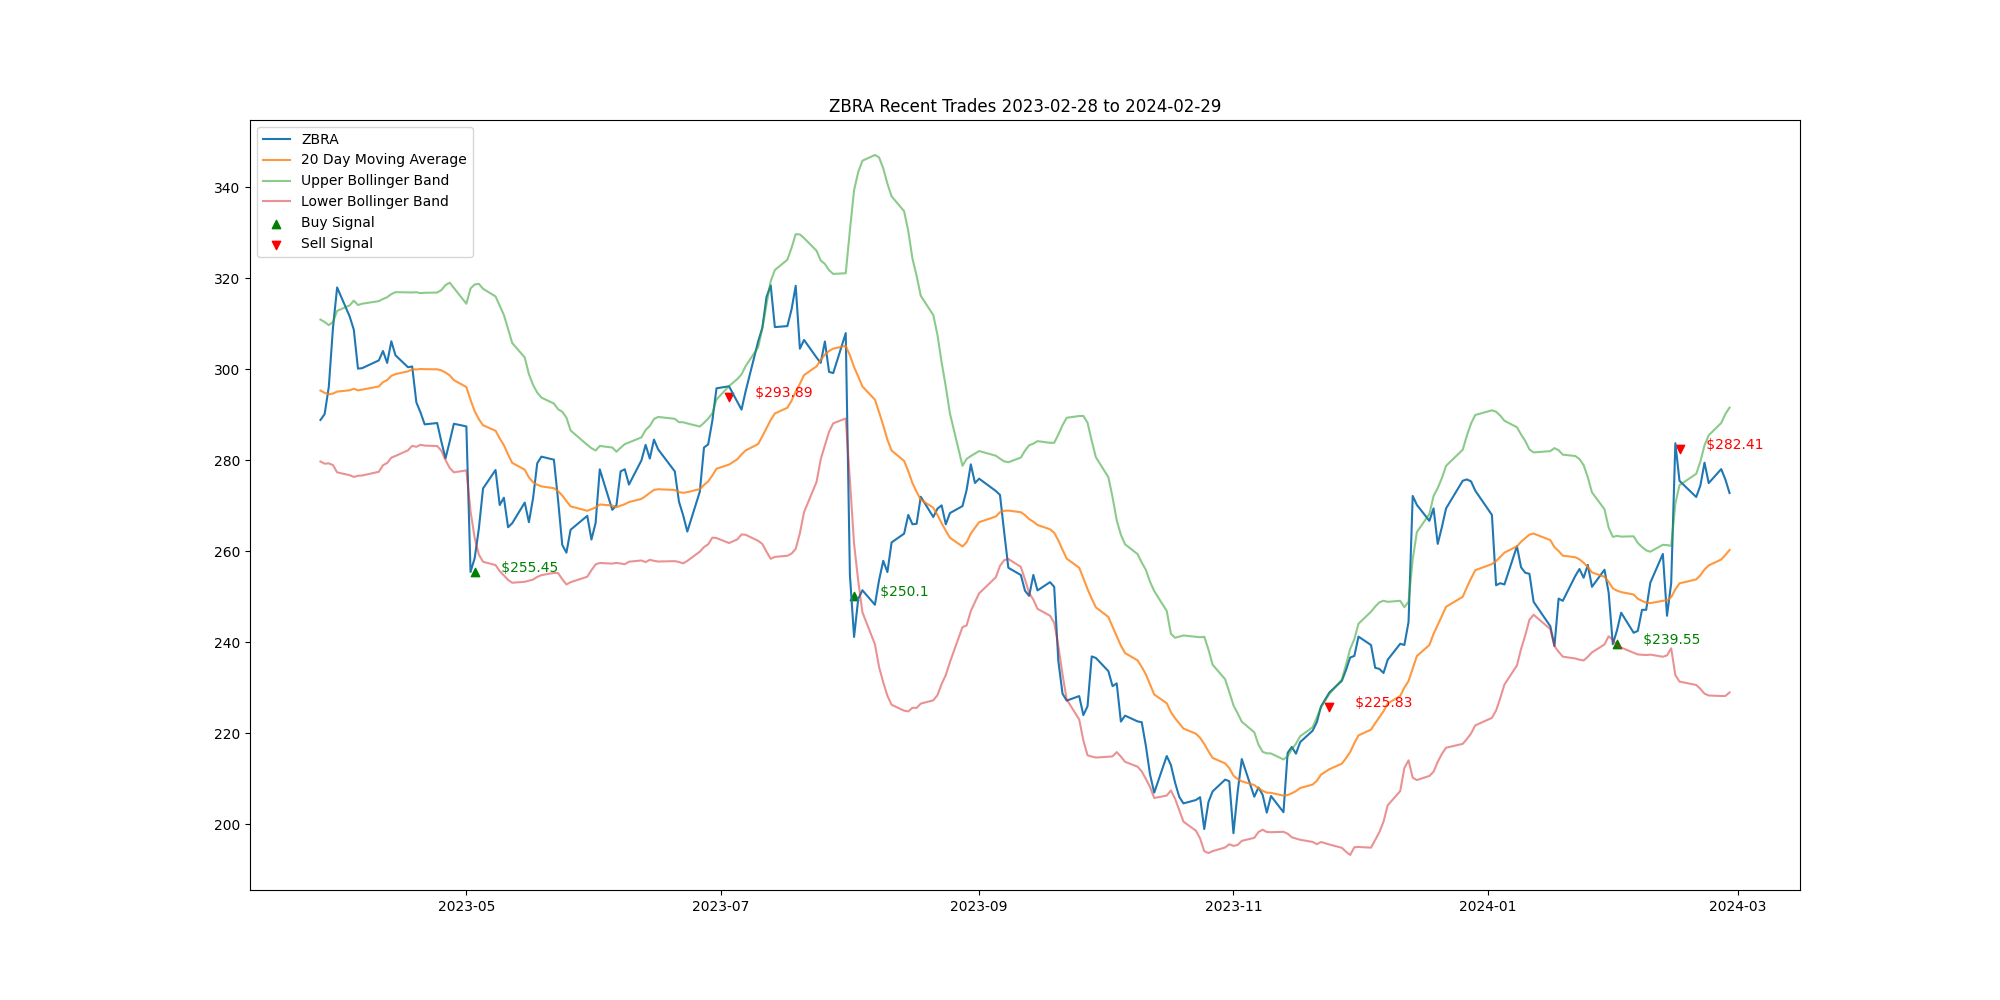 ZBRA Recent Trades 2023-02-28 to 2024-02-29
ZBRA
20 Day Moving Average
Upper Bollinger Band
Lower Bollinger Band
Buy Signal
Sell Signal
340
320
300
280
260
240
220
200
$293.89
$282.41
$255.45
$250.1
$239.55
$225.83
2023-05
2023-07
2023-09
2023-11
2024-01
2024-03